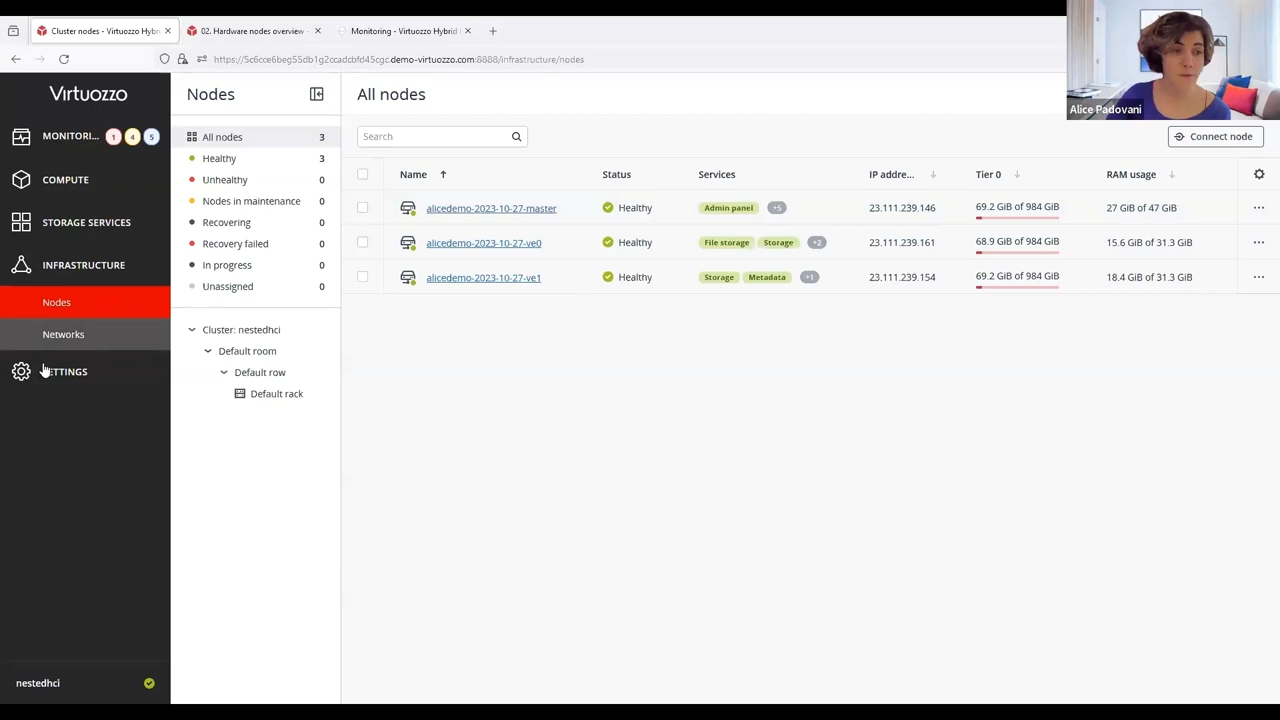 Cluster nodes - Virtuozzo Hybr
02. Hardware nodes overview -
Monitoring - Virtuozzo Hybrid
demo-virtuozzo.com:8888/infrastructure/nodes
Alice Padovani
Virtuozzo
MONITORI... 1 4 5
COMPUTE
STORAGE SERVICES
INFRASTRUCTURE
Nodes
Networks
ETTINGS
nestedhci
Nodes
All nodes 3
Healthy 3
Unhealthy 0
Nodes in maintenance 0
Recovering 0
Recovery failed 0
In progress 0
Unassigned 0
Cluster: nestedhci
Default room
Default row
Default rack
All nodes
Search
Connect node
Name Status Services IP addre... Tier 0 RAM usage
alicedemo-2023-10-27-master Healthy Admin panel +5 23.111.239.146 69.2 GiB of 984 GiB 27 GiB of 47 GiB
alicedemo-2023-10-27-ve0 Healthy File storage Storage +2 23.111.239.161 68.9 GiB of 984 GiB 15.6 GiB of 31.3 GiB
alicedemo-2023-10-27-ve1 Healthy Storage Metadata +1 23.111.239.154 69.2 GiB of 984 GiB 18.4 GiB of 31.3 GiB